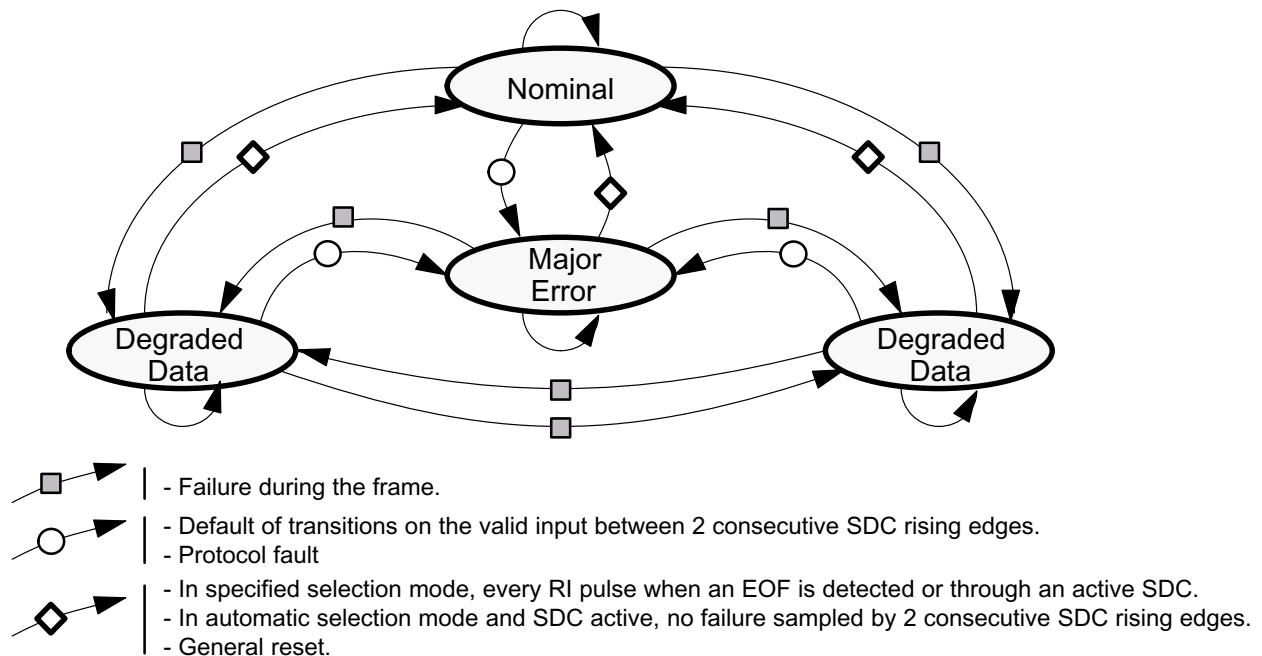 Nominal
Major
Error
Degraded
Data
Degraded
Data
- Failure during the frame.
- Default of transitions on the valid input between 2 consecutive SDC rising edges.
- Protocol fault
- In specified selection mode, every RI pulse when an EOF is detected or through an active SDC.
- In automatic selection mode and SDC active, no failure sampled by 2 consecutive SDC rising edges.
- General reset.